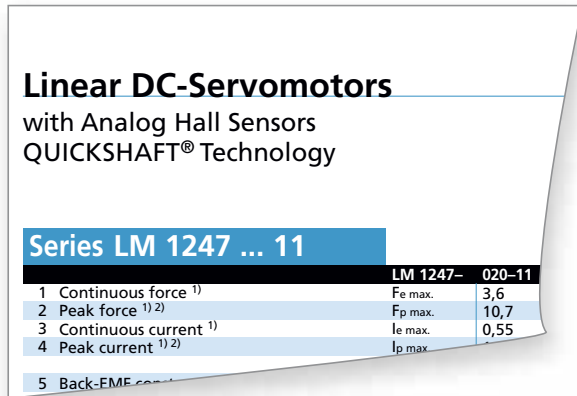 Linear DC-Servomotors
with Analog Hall Sensors
QUICKSHAFT® Technology
Series LM 1247 ... 11
LM 1247– 020–11
1 Continuous force 1) Fe max. 3,6
2 Peak force 1) 2) Fp max. 10,7
3 Continuous current 1) Ie max. 0,55
4 Peak current 1) 2) Ip max
5 Back-EMF